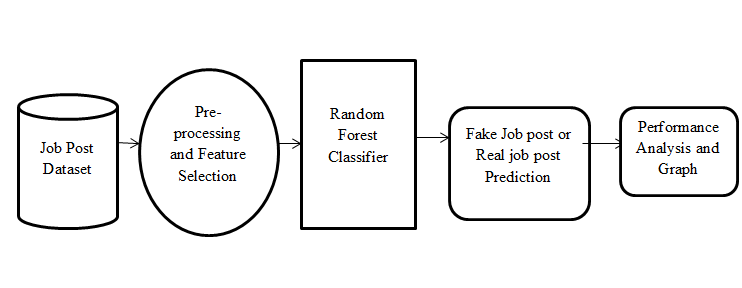 Job Post
Dataset
Pre-
processing
and Feature
Selection
Random
Forest
Classifier
Fake Job post or
Real job post
Prediction
Performance
Analysis and
Graph